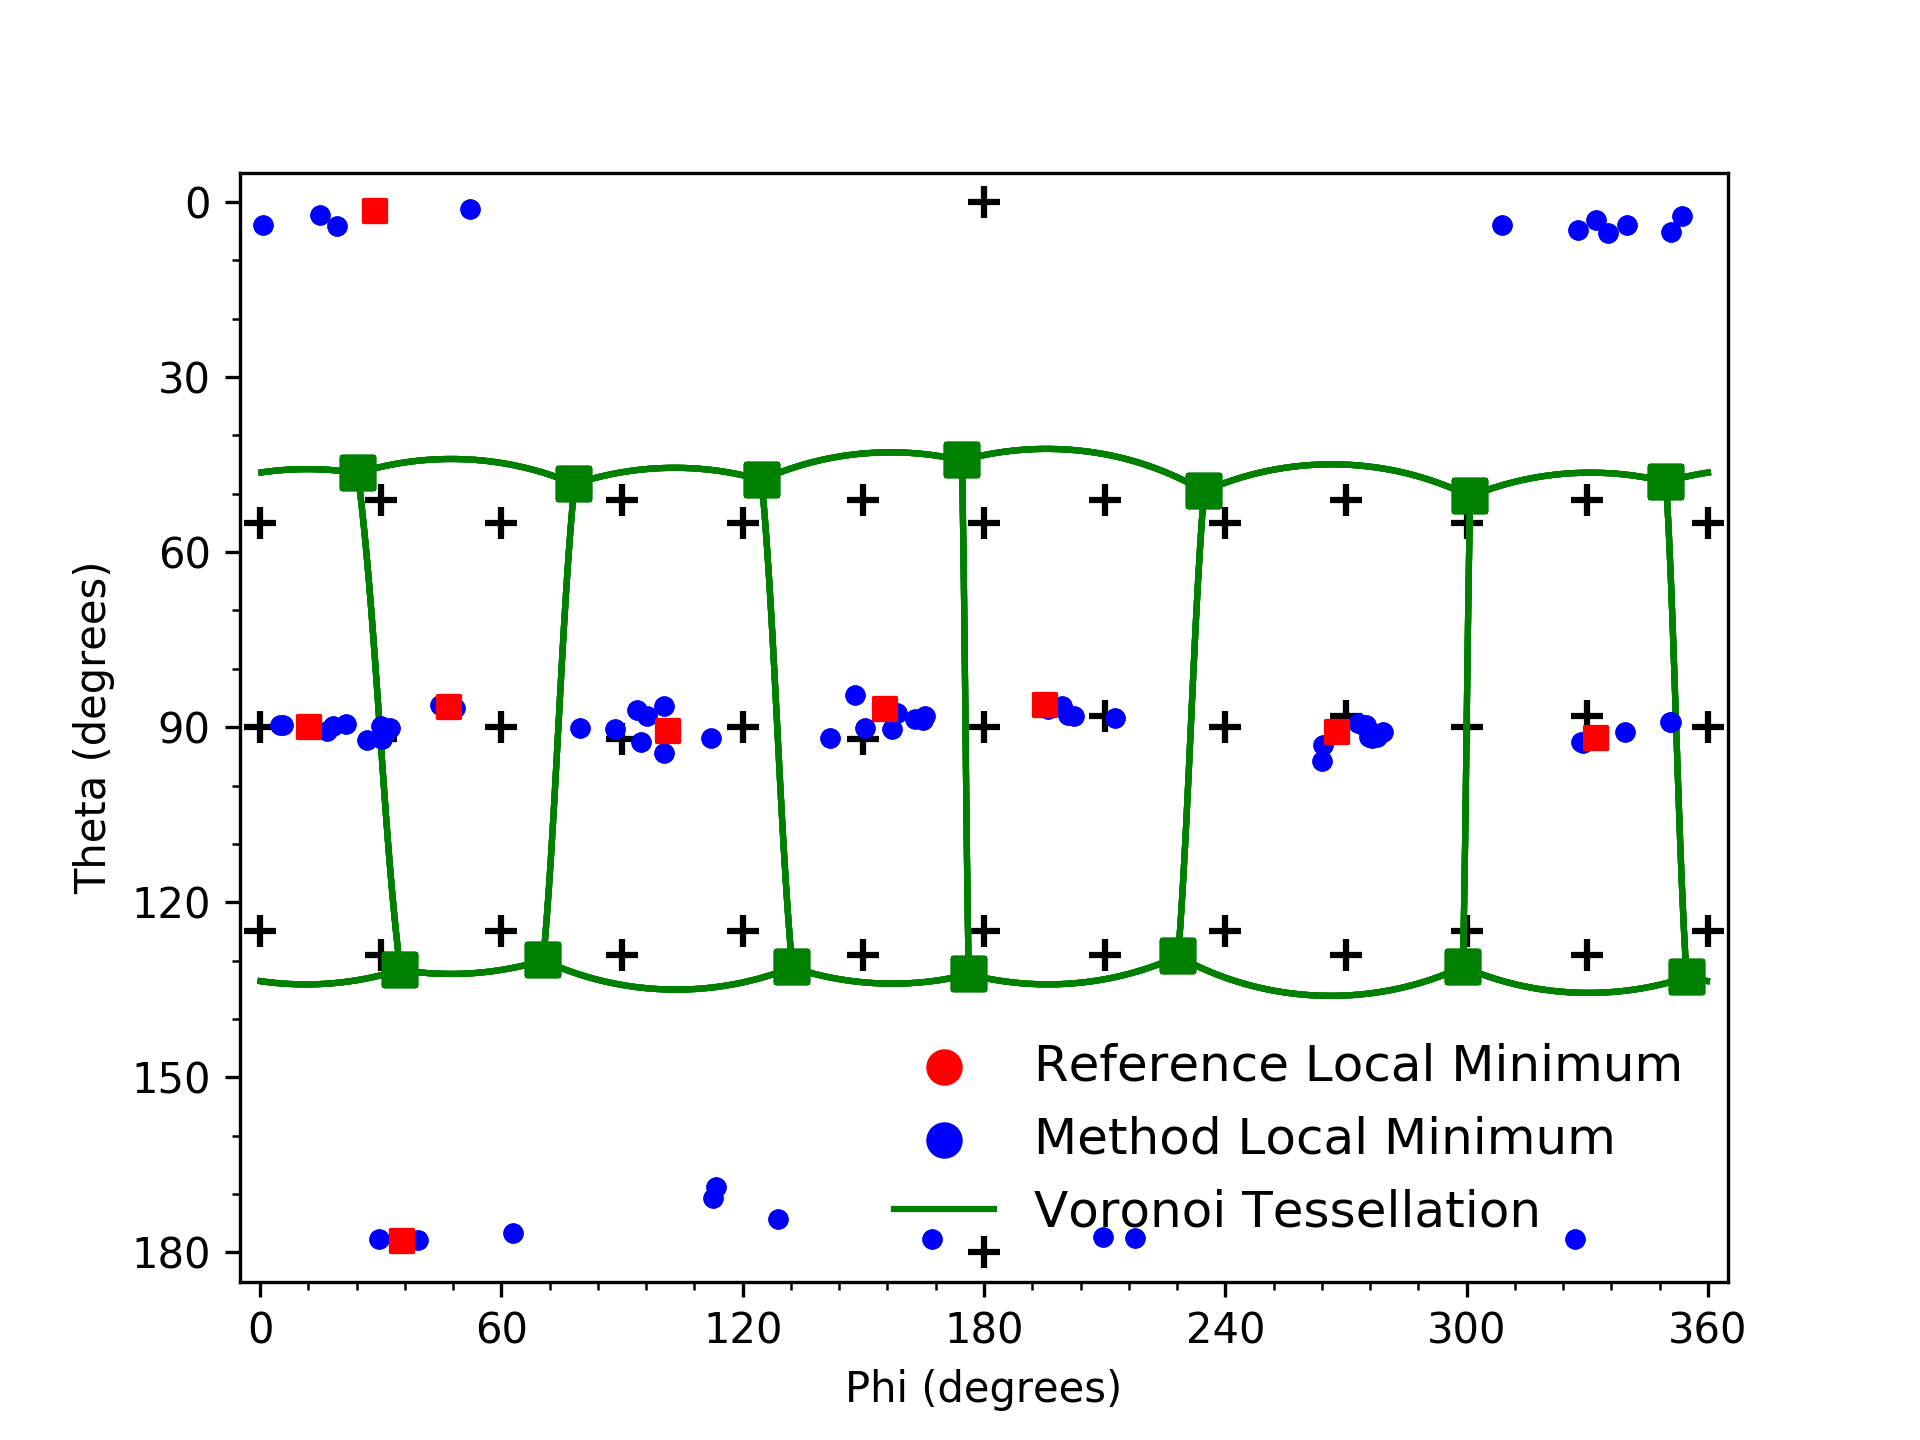 0
30
60
90
120
150
180
Theta (degrees)
Reference Local Minimum
Method Local Minimum
Voronoi Tessellation
0 60 120 180 240 300 360
Phi (degrees)